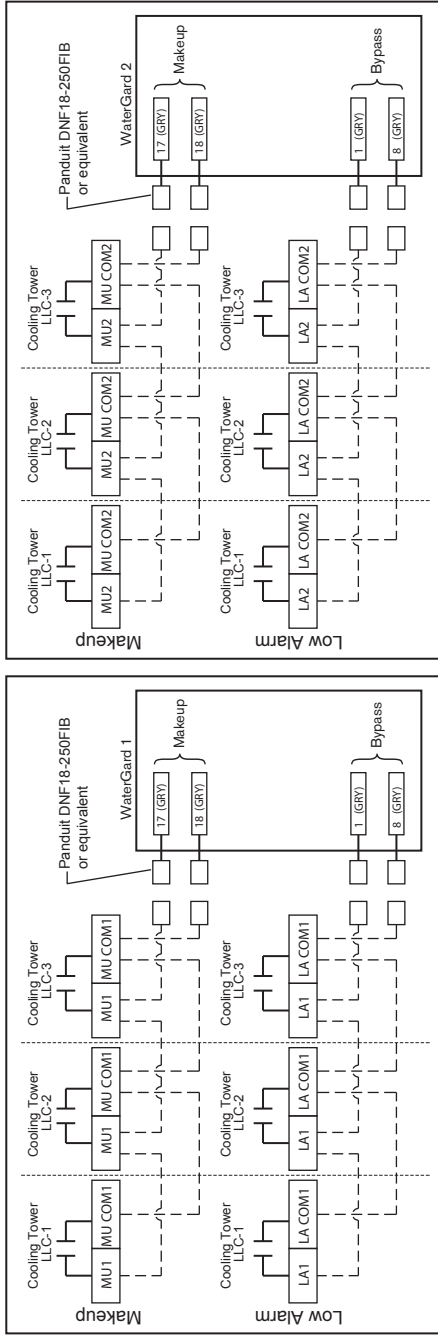 Makeup
Cooling Tower
LLC-1
MU1
MU COM1
Cooling Tower
LLC-2
MU1
MU COM1
Cooling Tower
LLC-3
MU1
MU COM1
Panduit DNF18-250FIB
or equivalent
WaterGard 1
17 (GRY)
18 (GRY)
Makeup
Low Alarm
Cooling Tower
LLC-1
LA1
LA COM1
Cooling Tower
LLC-2
LA1
LA COM1
Cooling Tower
LLC-3
LA1
LA COM1
1 (GRY)
8 (GRY)
Bypass
Makeup
Cooling Tower
LLC-1
MU2
MU COM2
Cooling Tower
LLC-2
MU2
MU COM2
Cooling Tower
LLC-3
MU2
MU COM2
Panduit DNF18-250FIB
or equivalent
WaterGard 2
17 (GRY)
18 (GRY)
Makeup
Low Alarm
Cooling Tower
LLC-1
LA2
LA COM2
Cooling Tower
LLC-2
LA2
LA COM2
Cooling Tower
LLC-3
LA2
LA COM2
1 (GRY)
8 (GRY)
Bypass